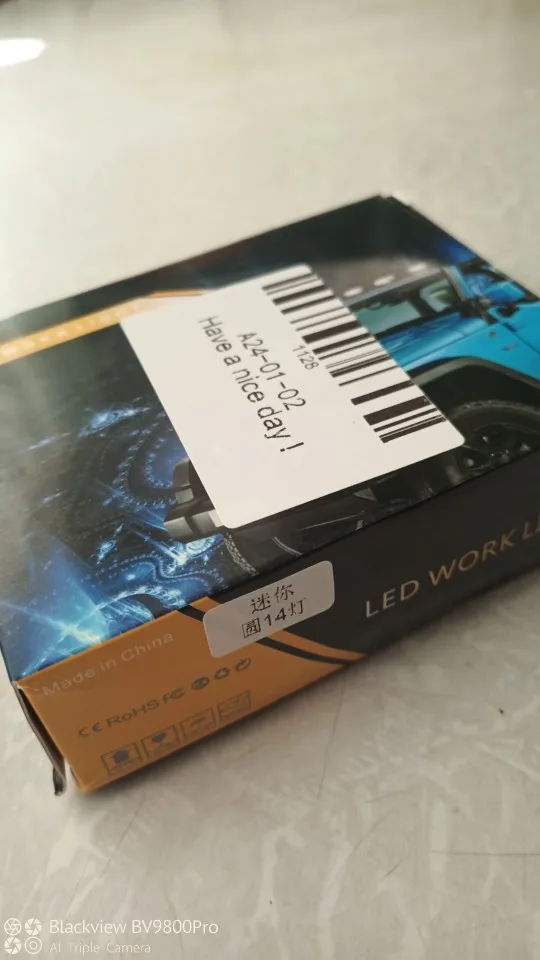 1128
A24-01-02
Have a nice day !
迷你
圆14灯
LED WORK
Made in China
CE RoHS FC
Blackview BV9800Pro
AI Triple Camera